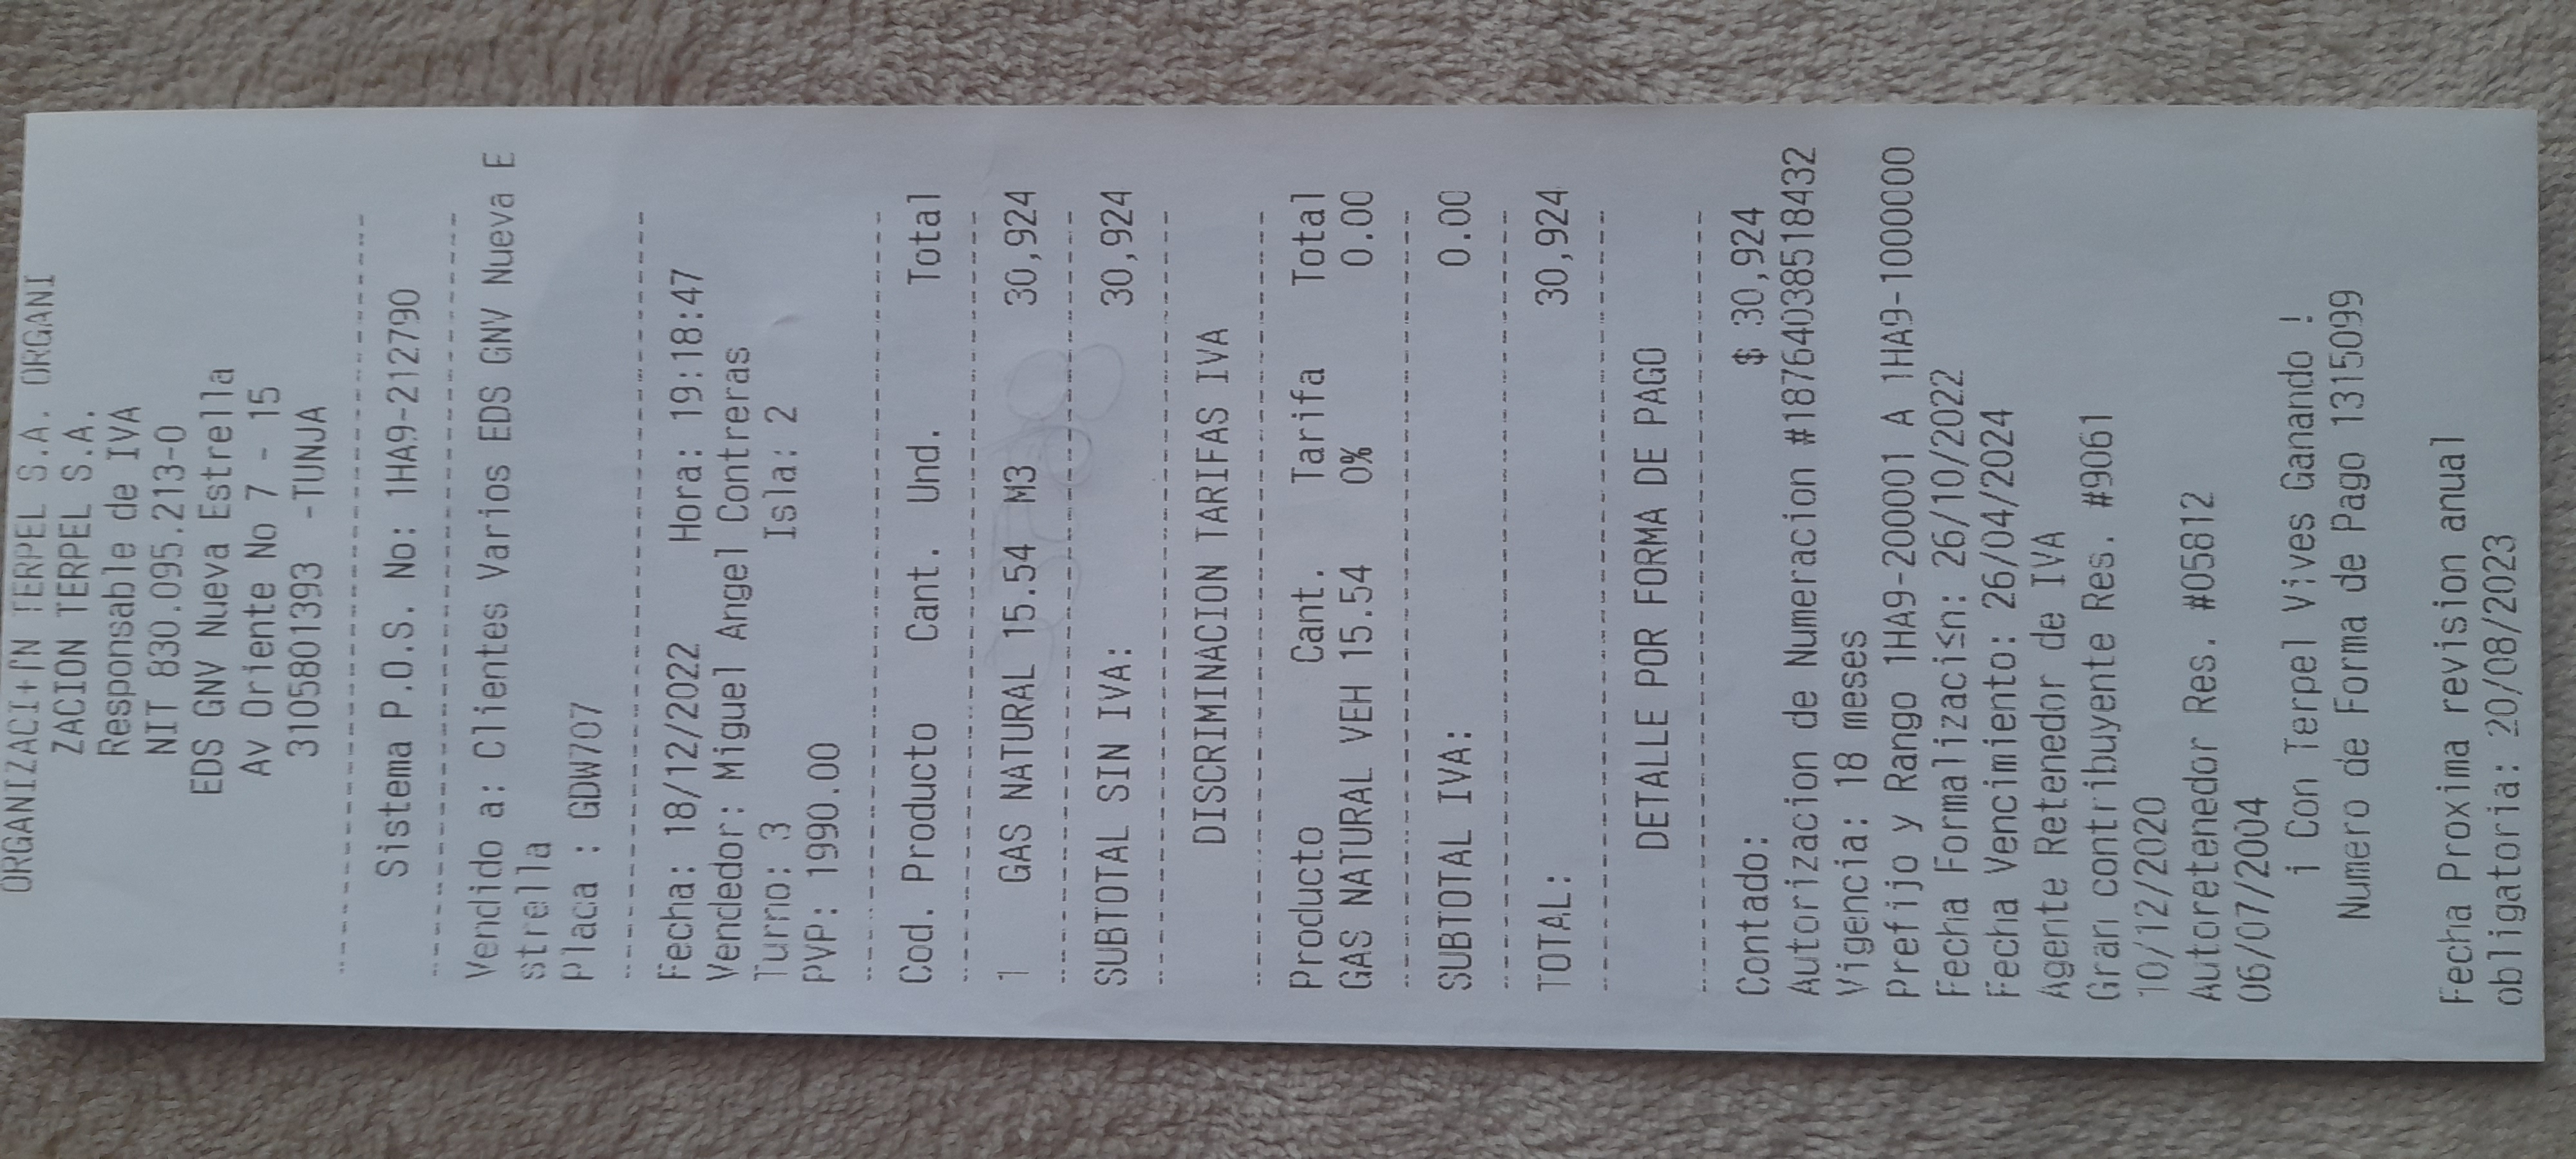 ORGANIZACI+[N TERPEL S.A. ORGANI
ZACION TERPEL S.A.
Responsable de IVA
NIT 830.095.213-0
EDS GNV Nueva Estrella
Av Oriente No 7 - 15
3105801393 -TUNJA
Sistema P.O.S. No: 1HA9-212790
Vendido a: Clientes Varios EDS GNV Nueva E
strella
Placa : GDW707
Fecha: 18/12/2022 Hora: 19:18:47
Vendedor: Miguel Angel Contreras
Turno: 3 Isla: 2
PVP: 1990.00
Cod. Producto Cant. Und. Total
1 GAS NATURAL 15.54 M3 30,924
SUBTOTAL SIN IVA: 30,924
DISCRIMINACION TARIFAS IVA
Producto Cant. Tarifa Total
GAS NATURAL VEH 15.54 0% 0.00
SUBTOTAL IVA: 0.00
TOTAL: 30,924
DETALLE POR FORMA DE PAGO
Contado: $ 30,924
Autorizacion de Numeracion #18764038518432
Vigencia: 18 meses
Prefijo y Rango 1HA9-200001 A 1HA9-1000000
Fecha Formalizaci≤n: 26/10/2022
Fecha Vencimiento: 26/04/2024
Agente Retenedor de IVA
Gran contribuyente Res. #9061
10/12/2020
Autoretenedor Res. #05812
06/07/2004
¡ Con Terpel Vives Ganando !
Numero de Forma de Pago 1315099
Fecha Proxima revision anual
obligatoria: 20/08/2023